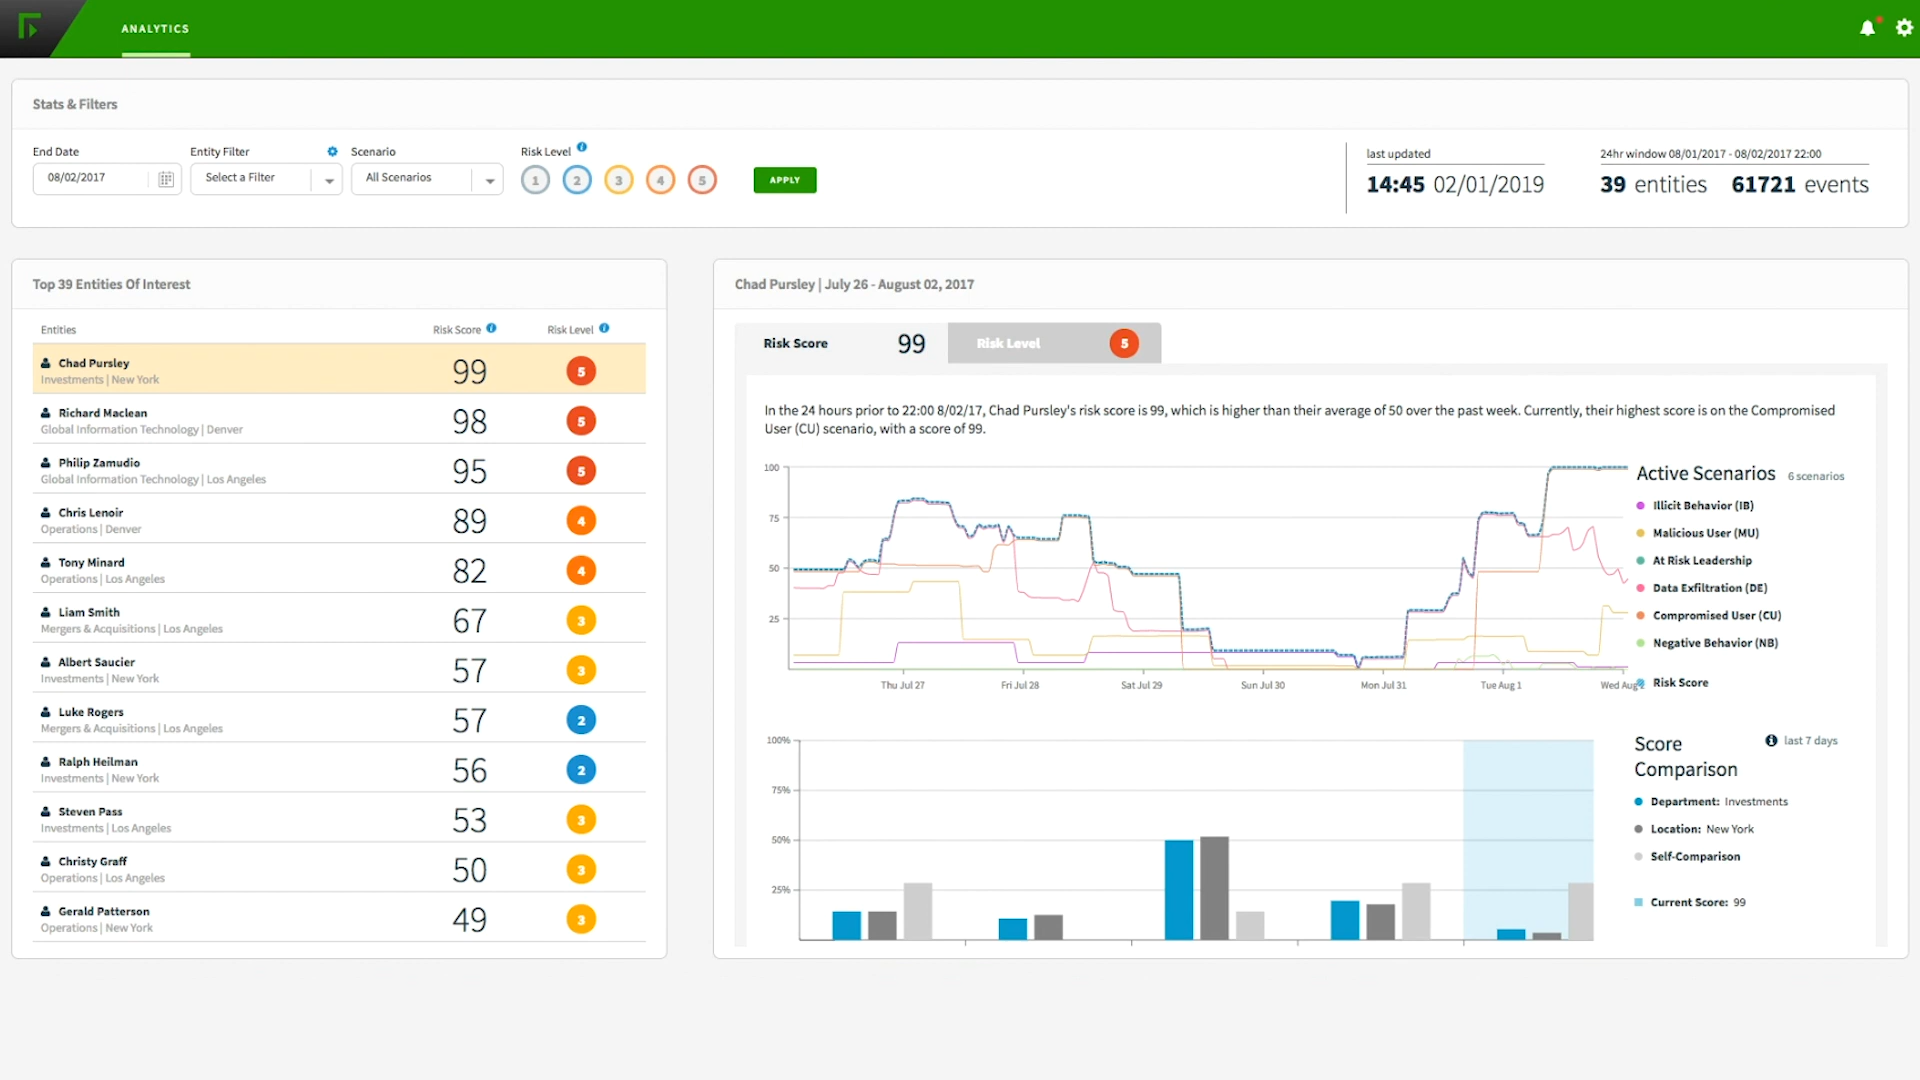 ANALYTICS
Stats & Filters
End Date
Entity Filter
Scenario
Risk Level
08/02/2017
Select a Filter
All Scenarios
1 2 3 4 5
APPLY
last updated
14:45 02/01/2019
24hr window 08/01/2017 - 08/02/2017 22:00
39 entities 61721 events
Top 39 Entities Of Interest
Entities Risk Score Risk Level
Chad Pursley 99 5
Investments | New York
Richard Maclean 98 5
Global Information Technology | Denver
Philip Zamudio 95 5
Global Information Technology | Los Angeles
Chris Lenoir 89 4
Operations | Denver
Tony Minard 82 4
Operations | Los Angeles
Liam Smith 67 3
Mergers & Acquisitions | Los Angeles
Albert Saucier 57 3
Investments | New York
Luke Rogers 57 2
Mergers & Acquisitions | Los Angeles
Ralph Heilman 56 2
Investments | New York
Steven Pass 53 3
Investments | Los Angeles
Christy Graff 50 3
Operations | Los Angeles
Gerald Patterson 49 3
Operations | New York
Chad Pursley | July 26 - August 02, 2017
Risk Score 99 Risk Level 5
In the 24 hours prior to 22:00 8/02/17, Chad Pursley's risk score is 99, which is higher than their average of 50 over the past week. Currently, their highest score is on the Compromised
User (CU) scenario, with a score of 99.
100
75
50
25
Thu Jul 27 Fri Jul 28 Sat Jul 29 Sun Jul 30 Mon Jul 31 Tue Aug 1 Wed Aug 2
Active Scenarios 6 scenarios
Illicit Behavior (IB)
Malicious User (MU)
At Risk Leadership
Data Exfiltration (DE)
Compromised User (CU)
Negative Behavior (NB)
Risk Score
100%
75%
50%
25%
Score
Comparison
last 7 days
Department: Investments
Location: New York
Self-Comparison
Current Score: 99